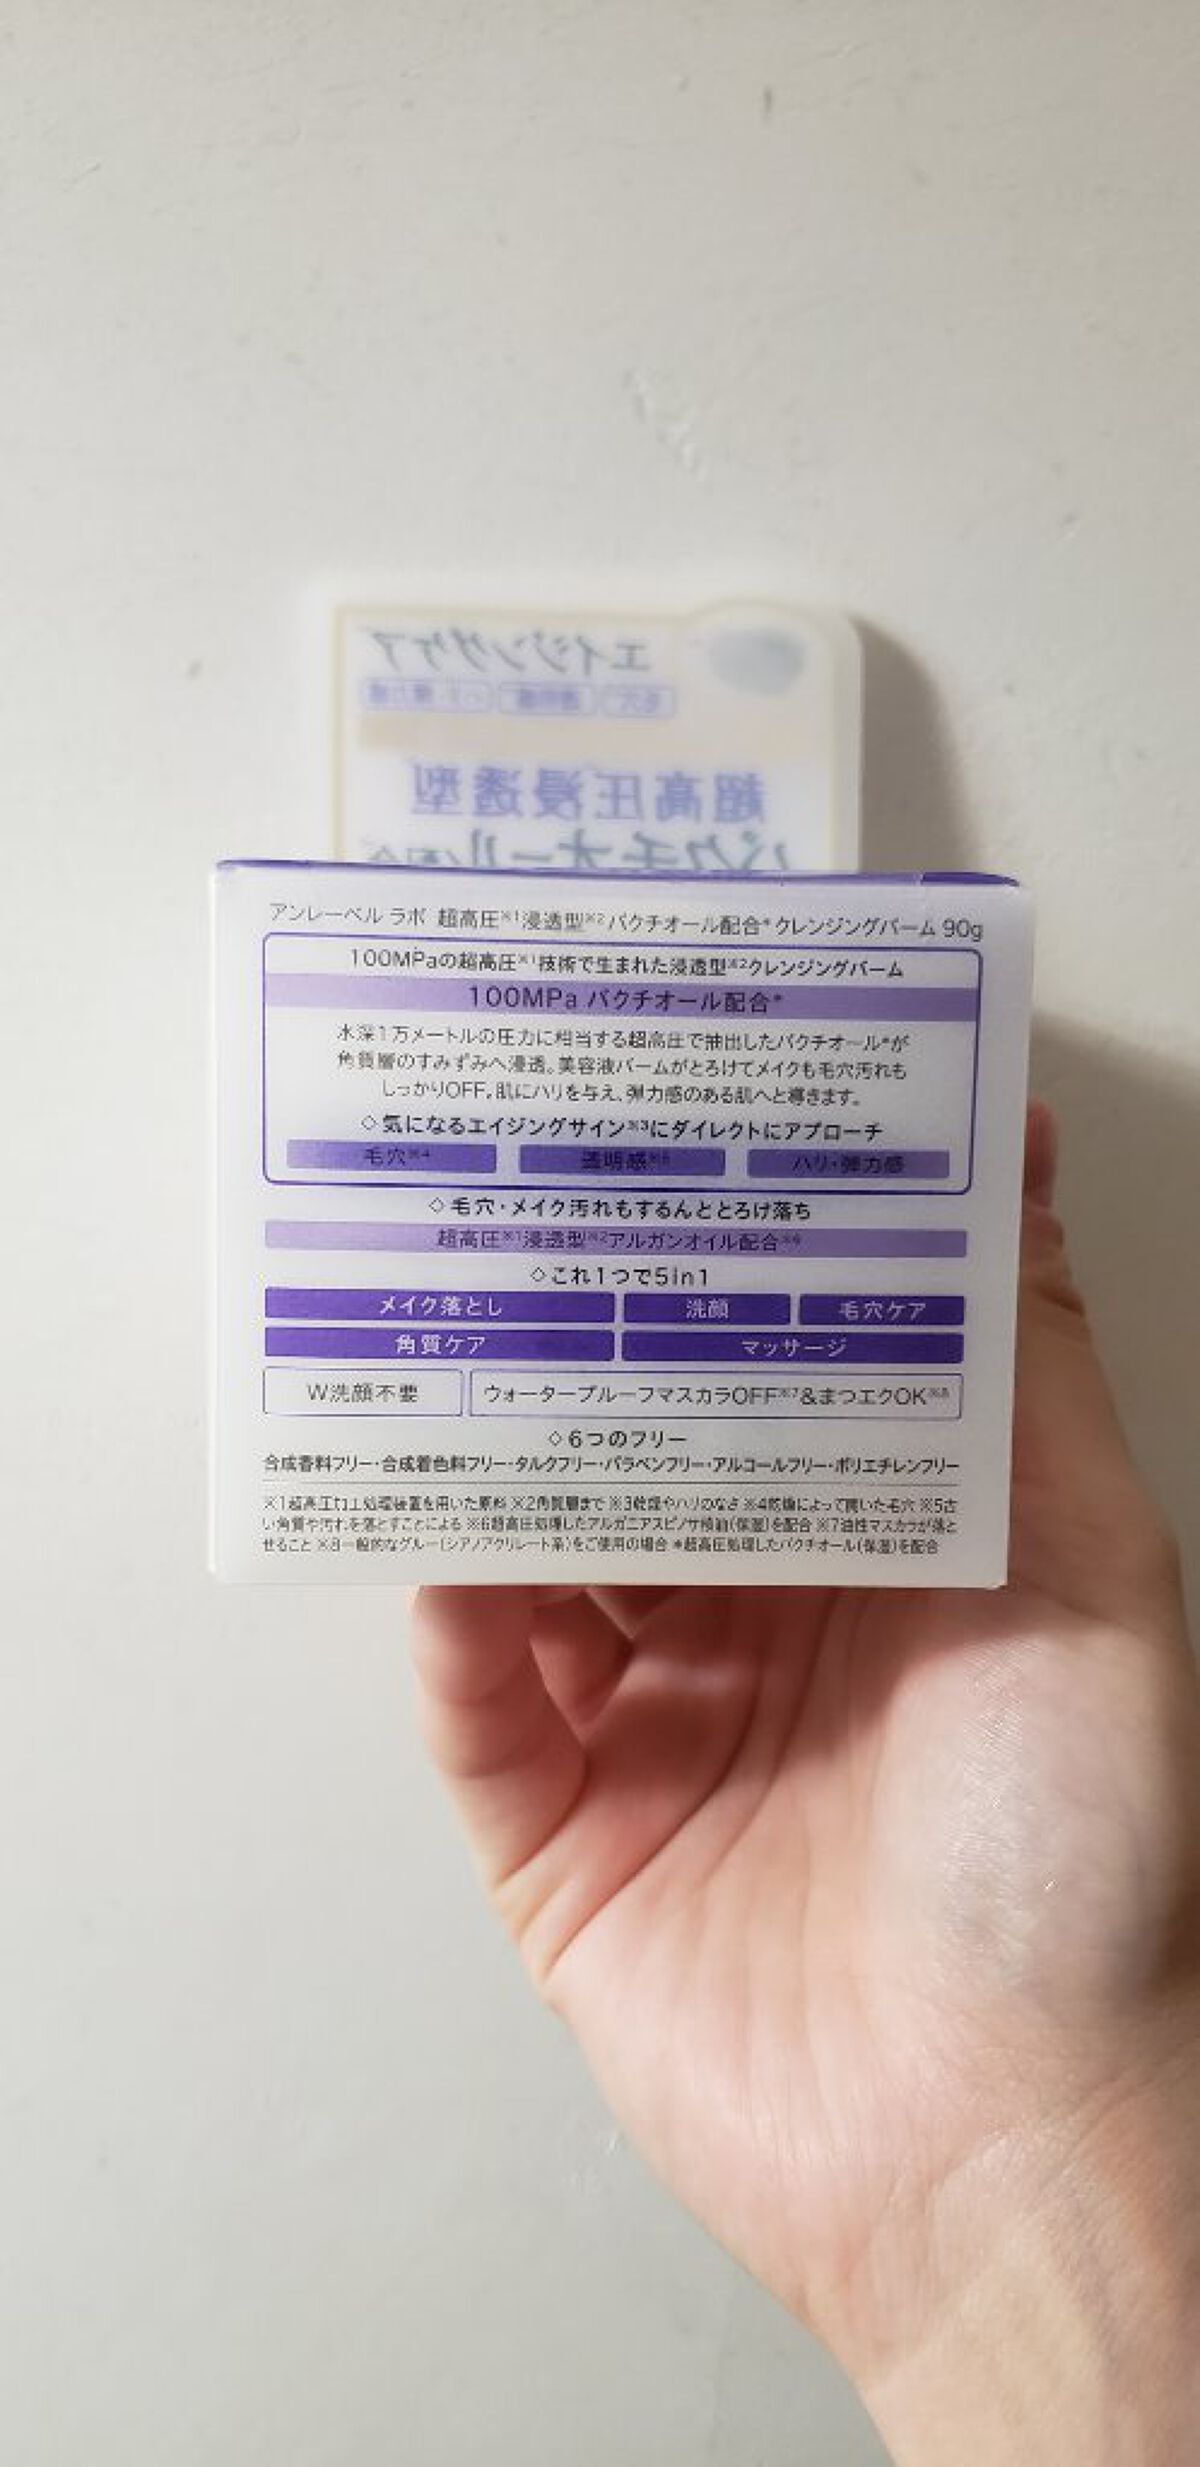 エイジングケア
毛穴 透明感 ハリ・弾力感
超高圧浸透型
バクチオール配合
アンレーベル ラボ 超高圧※1浸透型※2バクチオール配合*クレンジングバーム 90g
100MPaの超高圧※1技術で生まれた浸透型※2クレンジングバーム
100MPa バクチオール配合*
水深1万メートルの圧力に相当する超高圧で抽出したバクチオール*が
角質層のすみずみへ浸透。美容液バームがとろけてメイクも毛穴汚れも
しっかりOFF。肌にハリを与え、弾力感のある肌へと導きます。
◇気になるエイジングサイン※3にダイレクトにアプローチ
毛穴※4 透明感※5 ハリ・弾力感
◇毛穴・メイク汚れもするんととろけ落ち
超高圧※1浸透型※2アルガンオイル配合※6
◇これ1つで5in1
メイク落とし 洗顔 毛穴ケア
角質ケア マッサージ
W洗顔不要 ウォータープルーフマスカラOFF※7&まつエクOK※8
◇6つのフリー
合成香料フリー・合成着色料フリー・タルクフリー・パラベンフリー・アルコールフリー・ポリエチレンフリー
※1超高圧加工処理装置を用いた原料 ※2角質層まで ※3乾燥やハリのなさ ※4乾燥によって開いた毛穴 ※5古
い角質や汚れを落とすことによる ※6超高圧処理したアルガニアスピノサ核油(保湿)を配合 ※7油性マスカラが落と
せること ※8一般的なグルー(シアノアクリレート系)をご使用の場合 *超高圧処理したバクチオール(保湿)を配合